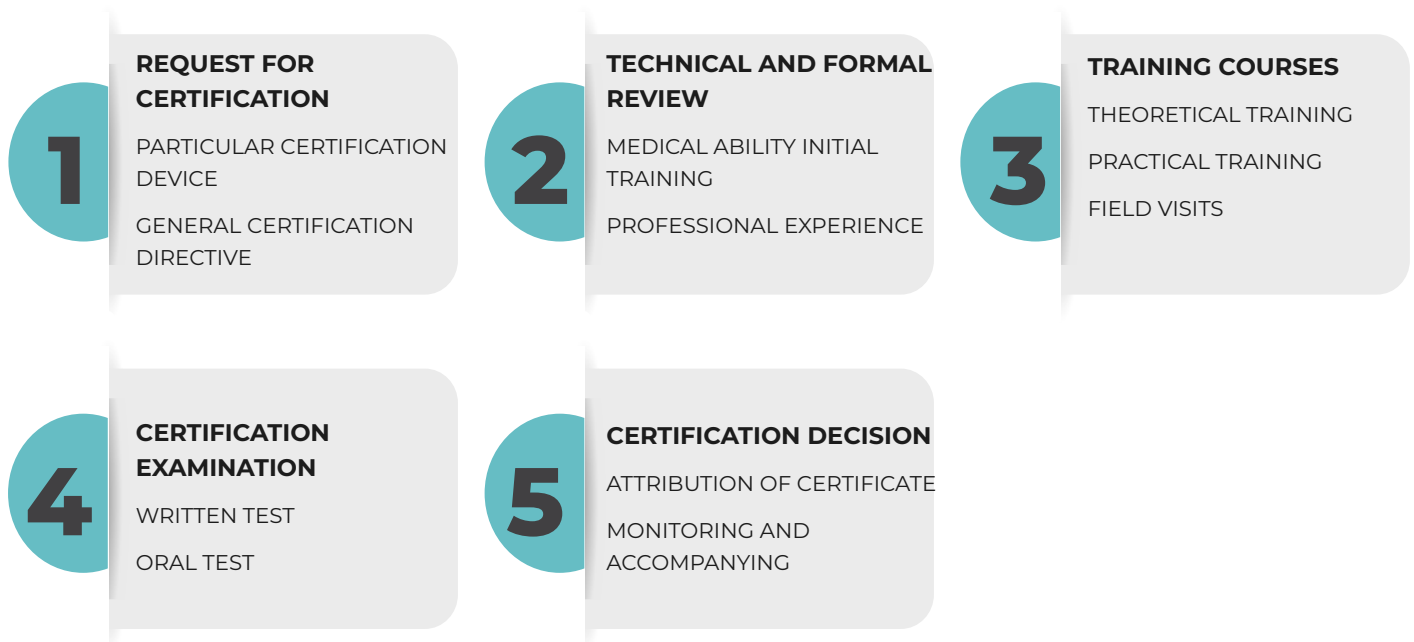 1
REQUEST FOR
CERTIFICATION
PARTICULAR CERTIFICATION
DEVICE
GENERAL CERTIFICATION
DIRECTIVE
2
TECHNICAL AND FORMAL
REVIEW
MEDICAL ABILITY INITIAL
TRAINING
PROFESSIONAL EXPERIENCE
3
TRAINING COURSES
THEORETICAL TRAINING
PRACTICAL TRAINING
FIELD VISITS
4
CERTIFICATION
EXAMINATION
WRITTEN TEST
ORAL TEST
5
CERTIFICATION DECISION
ATTRIBUTION OF CERTIFICATE
MONITORING AND
ACCOMPANYING